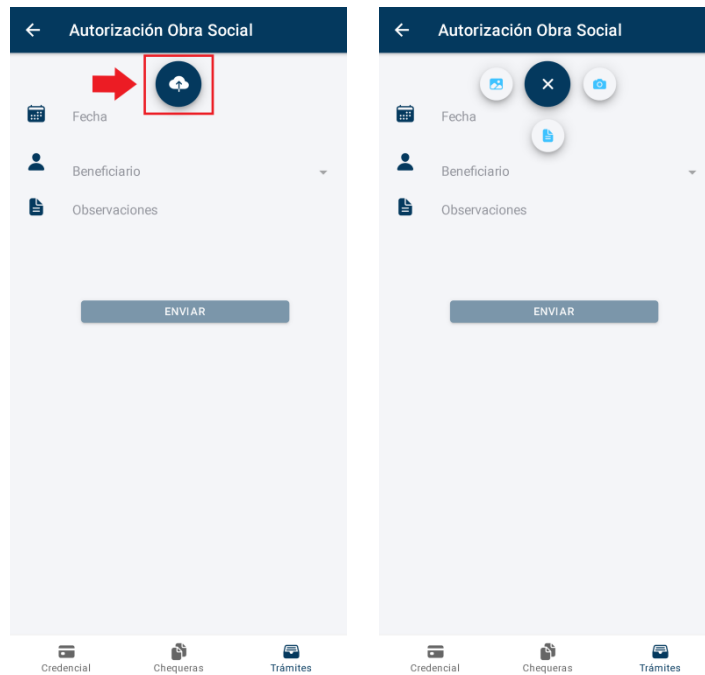 Autorización Obra Social
Fecha
Beneficiario
Observaciones
ENVIAR
Credencial
Chequeras
Trámites
Autorización Obra Social
Fecha
Beneficiario
Observaciones
ENVIAR
Credencial
Chequeras
Trámites